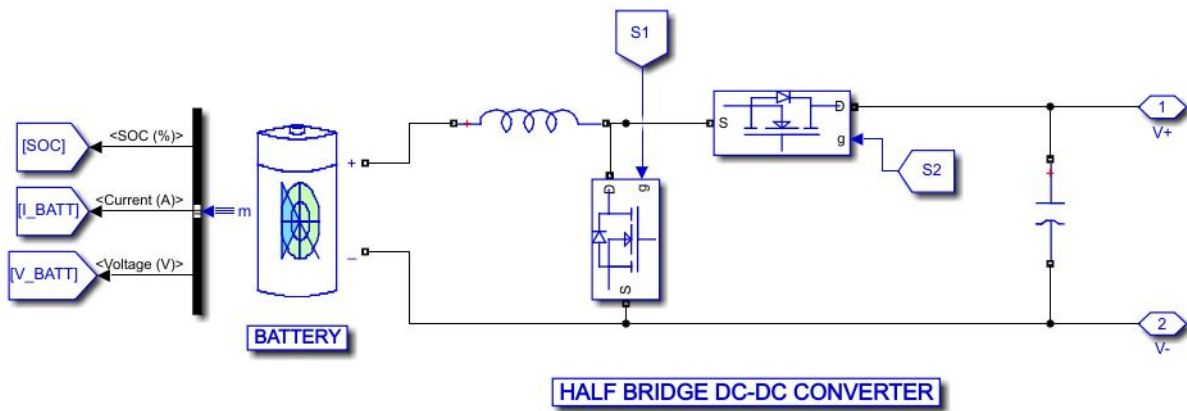 S1
<SOC (%)>
[SOC]
<Current (A)>
[I_BATT]
m
<Voltage (V)>
[V_BATT]
+
–
BATTERY
+
D
g
S
S
D
g
S2
+
1
V+
2
V-
HALF BRIDGE DC-DC CONVERTER